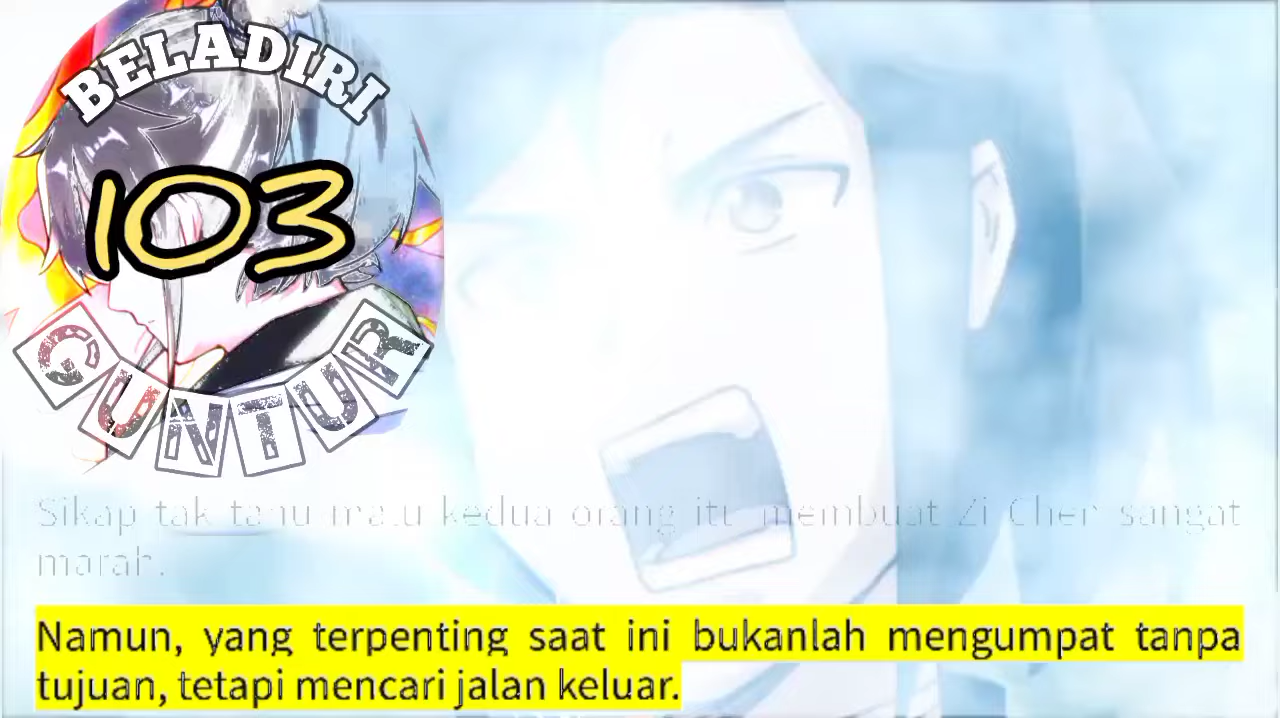 BELADIRI
103
GUNTUR
Sikap tak tahu malu kedua orang itu membuat Zi Chen sangat
marah.
Namun, yang terpenting saat ini bukanlah mengumpat tanpa
tujuan, tetapi mencari jalan keluar.